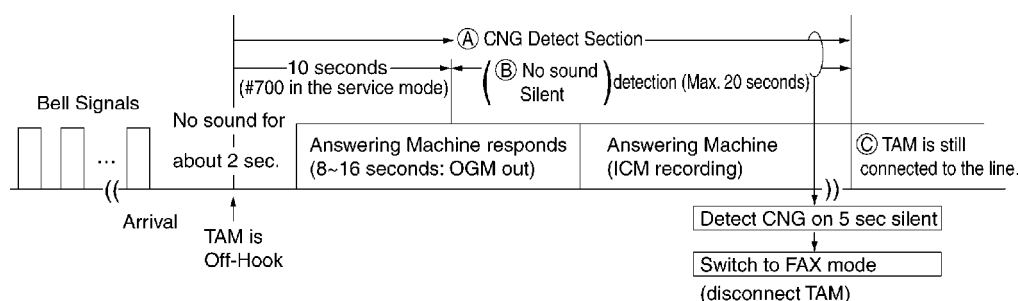 Ⓐ CNG Detect Section
10 seconds
(#700 in the service mode)
Ⓑ No sound
Silent
detection (Max. 20 seconds)
Bell Signals
No sound for
about 2 sec.
...
Answering Machine responds
(8~16 seconds: OGM out)
Answering Machine
(ICM recording)
Ⓒ TAM is still
connected to the line.
Arrival
TAM is
Off-Hook
Detect CNG on 5 sec silent
Switch to FAX mode
(disconnect TAM)